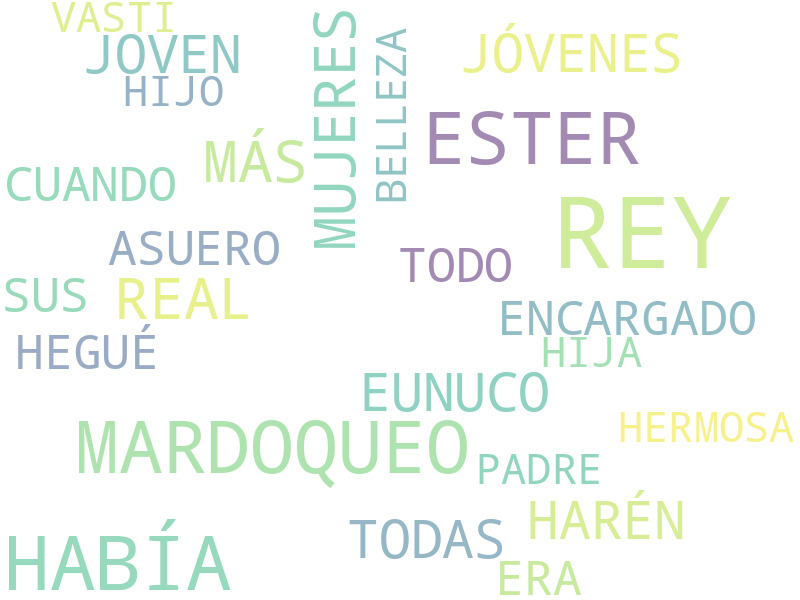 VASTI
JOVEN
HIJO
MUJERES
BELLEZA
JÓVENES
ESTER
MÁS
CUANDO
REY
ASUERO
TODO
SUS
REAL
ENCARGADO
HEGUÉ
HIJA
EUNUCO
HERMOSA
MARDOQUEO
PADRE
HARÉN
TODAS
HABÍA
ERA